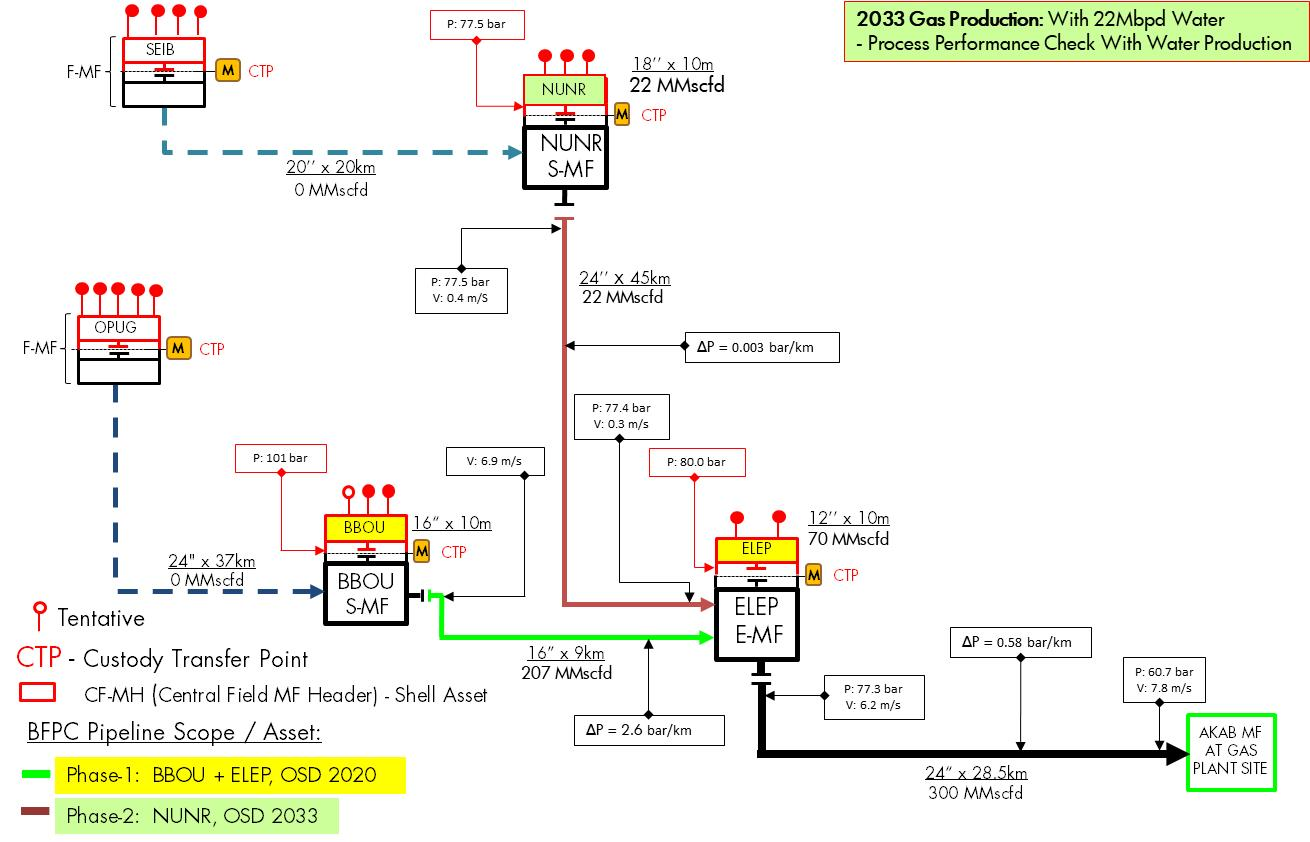 2033 Gas Production: With 22Mbpd Water
- Process Performance Check With Water Production
SEIB
F-MF
M
CTP
20’’ x 20km
0 MMscfd
P: 77.5 bar
NUNR
18’’ x 10m
22 MMscfd
M
CTP
NUNR
S-MF
P: 77.5 bar
V: 0.4 m/S
24’’ x 45km
22 MMscfd
ΔP = 0.003 bar/km
OPUG
F-MF
M
CTP
24" x 37km
0 MMscfd
P: 101 bar
V: 6.9 m/s
BBOU
16” x 10m
M
CTP
BBOU
S-MF
P: 77.4 bar
V: 0.3 m/s
P: 80.0 bar
ELEP
12’’ x 10m
70 MMscfd
M
CTP
ELEP
E-MF
16” x 9km
207 MMscfd
ΔP = 2.6 bar/km
P: 77.3 bar
V: 6.2 m/s
ΔP = 0.58 bar/km
P: 60.7 bar
V: 7.8 m/s
24” x 28.5km
300 MMscfd
AKAB MF
AT GAS
PLANT SITE
Tentative
CTP - Custody Transfer Point
CF-MH (Central Field MF Header) - Shell Asset
BFPC Pipeline Scope / Asset:
Phase-1: BBOU + ELEP, OSD 2020
Phase-2: NUNR, OSD 2033